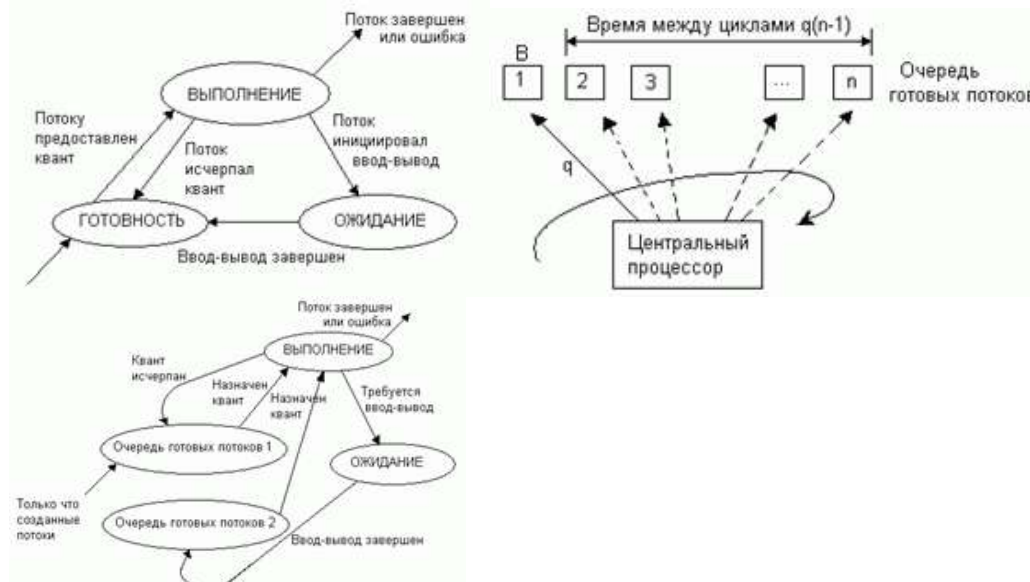 Поток завершен
или ошибка
ВЫПОЛНЕНИЕ
Потоку
предоставлен
квант
Поток
исчерпал
квант
Поток
инициировал
ввод-вывод
ГОТОВНОСТЬ
ОЖИДАНИЕ
Ввод-вывод завершен
Время между циклами q(n-1)
В
1
2
3
...
n
Очередь
готовых потоков
q
Центральный
процессор
Поток завершен
или ошибка
ВЫПОЛНЕНИЕ
Квант
исчерпан
Назначен
квант
Назначен
квант
Требуется
ввод-вывод
Очередь готовых потоков 1
ОЖИДАНИЕ
Только что
созданные
потоки
Очередь готовых потоков 2
Ввод-вывод завершен